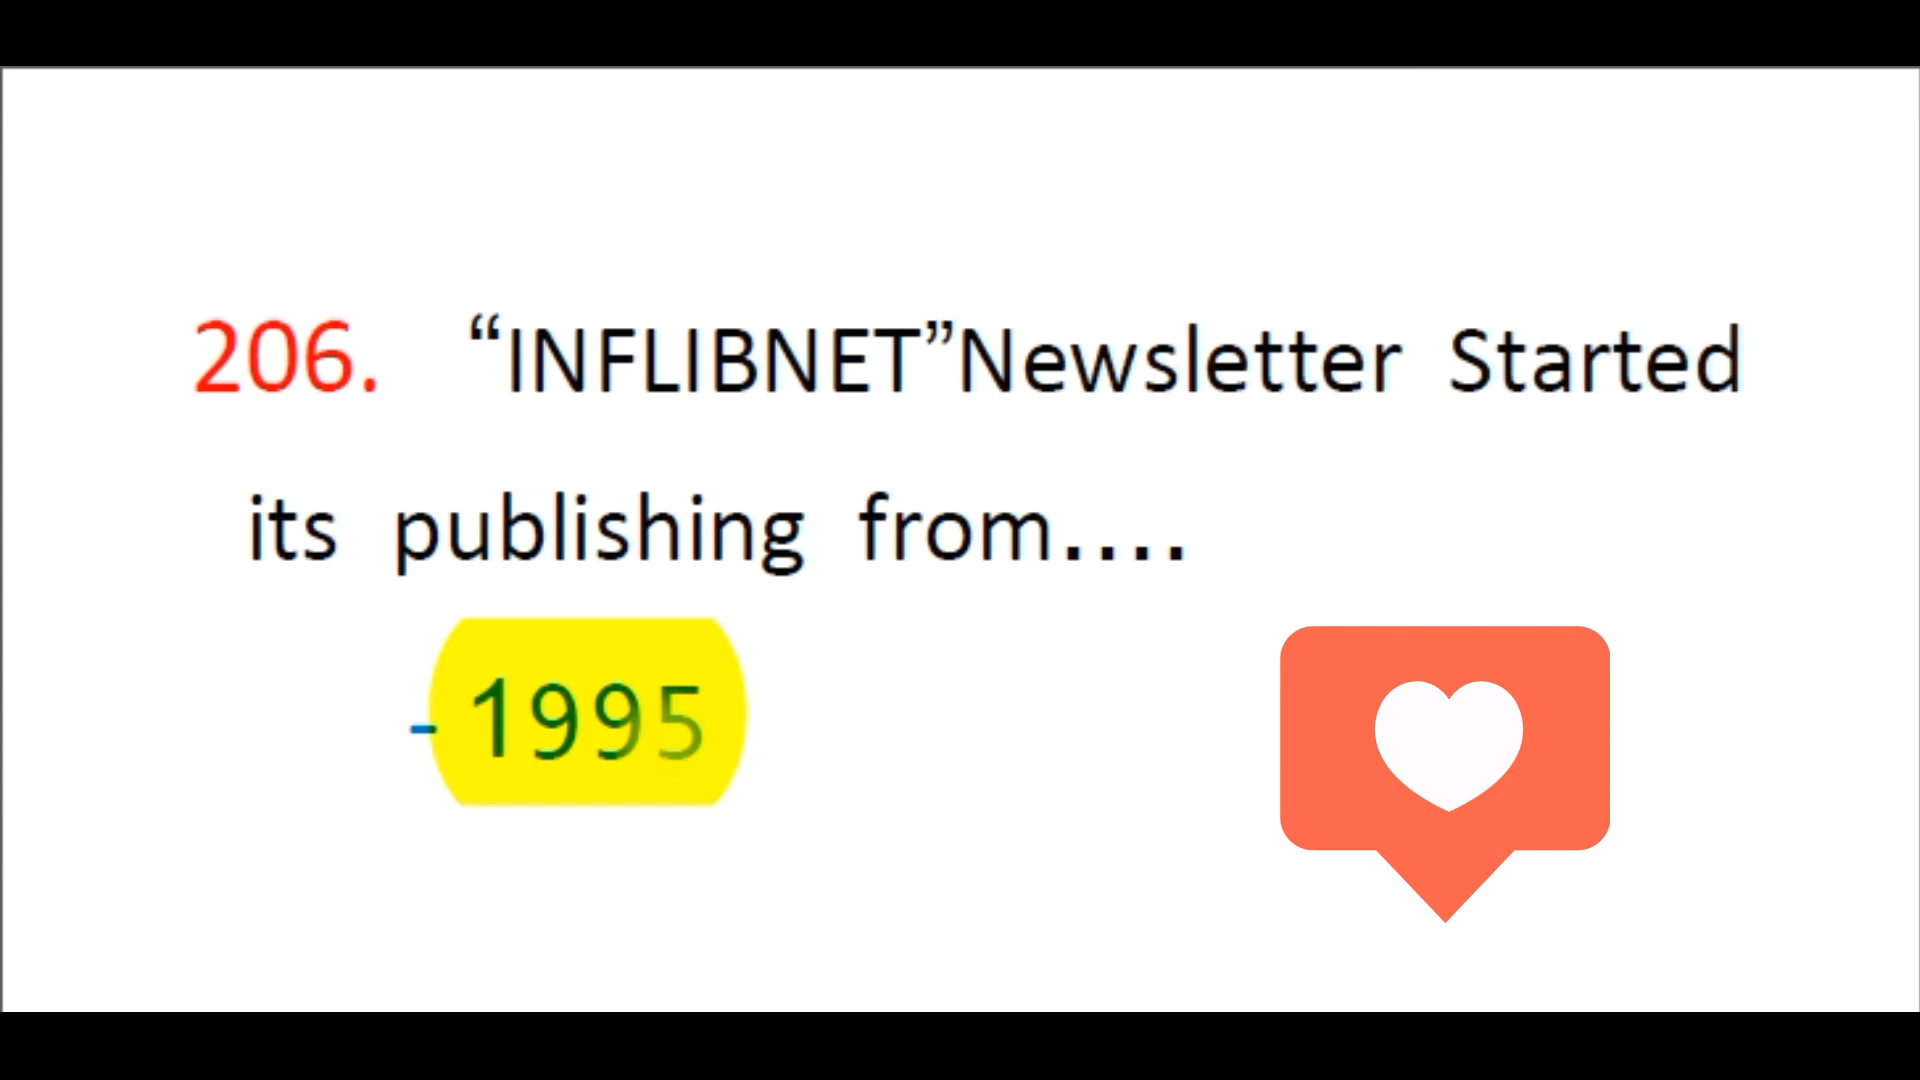 206. “INFLIBNET”Newsletter Started
its publishing from....
- 1995